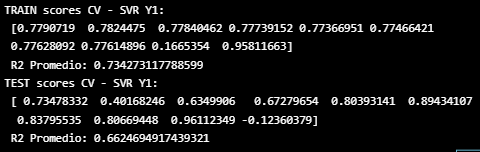 TRAIN scores CV - SVR Y1:
[0.7790719 0.7824475 0.77840462 0.77739152 0.77366951 0.77466421
0.77628092 0.77614896 0.1665354 0.95811663]
R2 Promedio: 0.734273117788599
TEST scores CV - SVR Y1:
[ 0.73478332 0.40168246 0.6349906 0.67279654 0.80393141 0.89434107
0.83795535 0.80669448 0.96112349 -0.12360379]
R2 Promedio: 0.6624694917439321